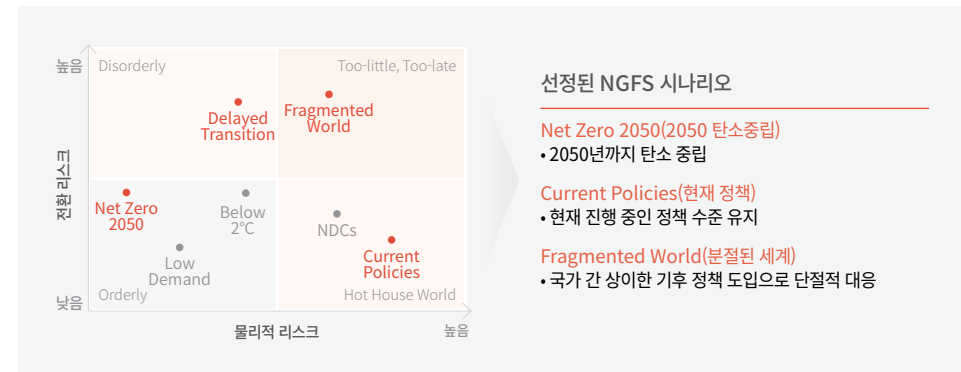 높음
Disorderly
Too-little, Too-late
Delayed
Transition
Fragmented
World
전환 리스크
Net Zero
2050
Below
2℃
Low
Demand
NDCs
Current
Policies
Orderly
Hot House World
낮음
물리적 리스크
높음
선정된 NGFS 시나리오
Net Zero 2050(2050 탄소중립)
• 2050년까지 탄소 중립
Current Policies(현재 정책)
• 현재 진행 중인 정책 수준 유지
Fragmented World(분절된 세계)
• 국가 간 상이한 기후 정책 도입으로 단절적 대응